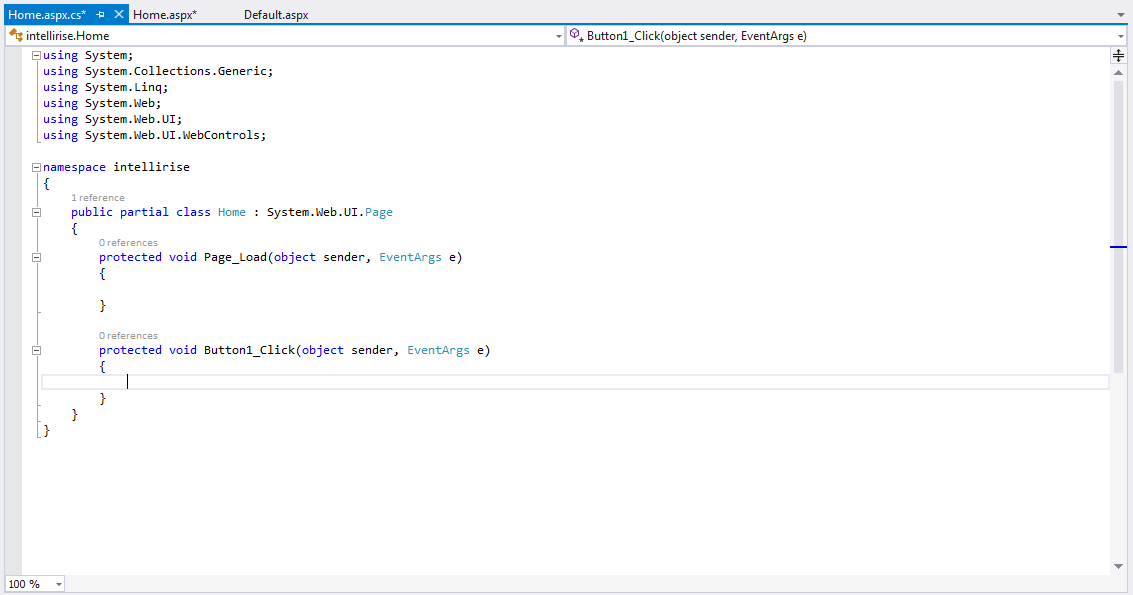 Home.aspx.cs* Home.aspx* Default.aspx
intellirise.Home Button1_Click(object sender, EventArgs e)
using System;
using System.Collections.Generic;
using System.Linq;
using System.Web;
using System.Web.UI;
using System.Web.UI.WebControls;
namespace intellirise
{
1 reference
public partial class Home : System.Web.UI.Page
{
0 references
protected void Page_Load(object sender, EventArgs e)
{
}
0 references
protected void Button1_Click(object sender, EventArgs e)
{
}
}
}
100 %